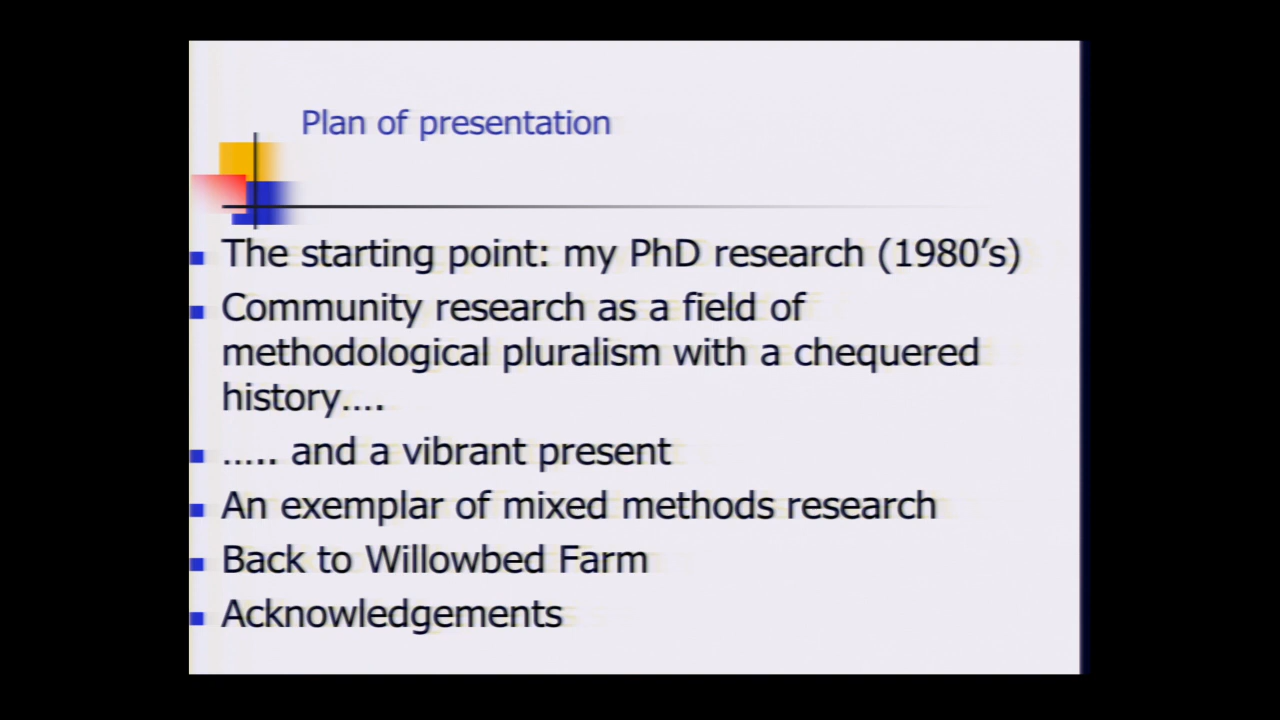 Plan of presentation
The starting point: my PhD research (1980’s)
Community research as a field of
methodological pluralism with a chequered
history….
….. and a vibrant present
An exemplar of mixed methods research
Back to Willowbed Farm
Acknowledgements